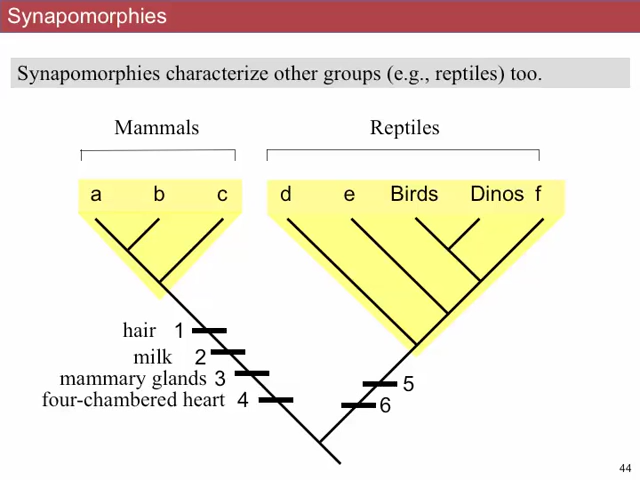 Synapomorphies
Synapomorphies characterize other groups (e.g., reptiles) too.
Mammals Reptiles
a b c d e Birds Dinos f
hair 1
milk 2
mammary glands 3
5
four-chambered heart 4
6
44